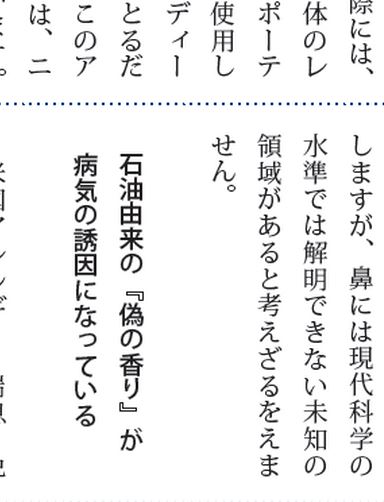 際には、
体のレ
ポーテ
使用し
ディー
とるだ
このア
は、ニ
ます。
しますが、鼻には現代科学の
水準では解明できない未知の
領域があると考えざるをえま
せん。
石油由来の『偽の香り』が
病気の誘因になっている